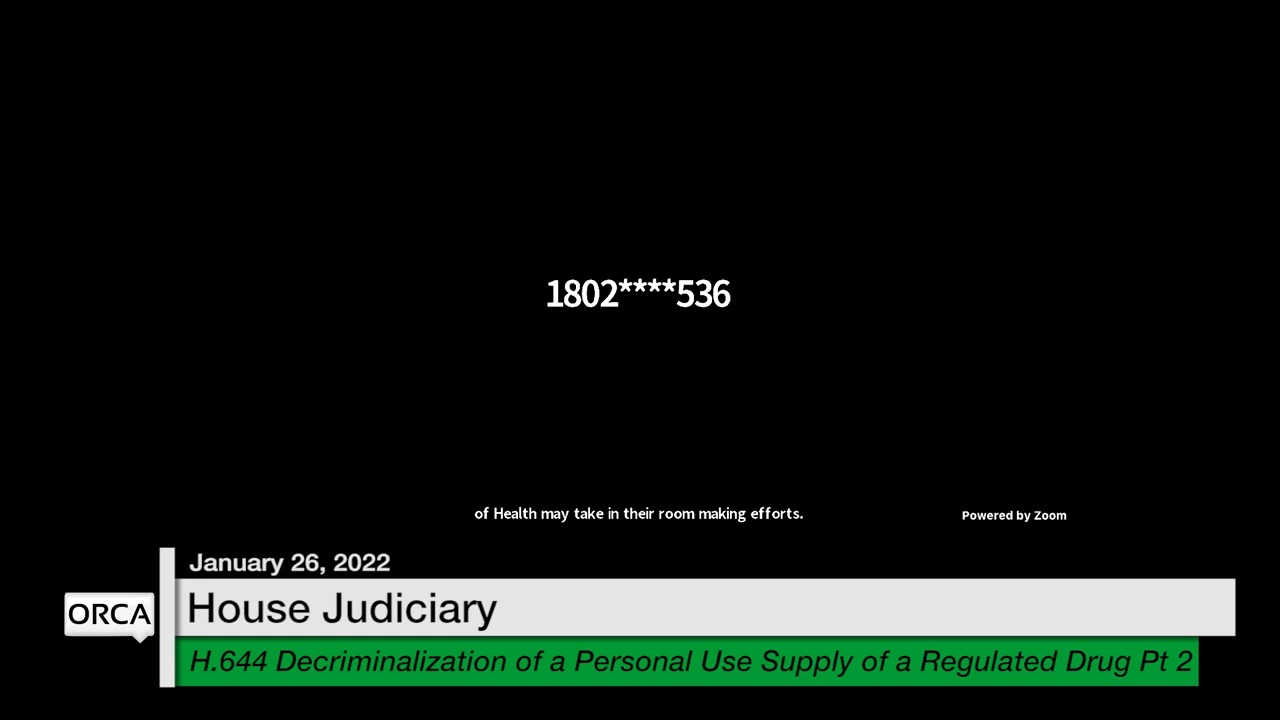 1802****536
of Health may take in their room making efforts.
Powered by Zoom
January 26, 2022
ORCA
House Judiciary
H.644 Decriminalization of a Personal Use Supply of a Regulated Drug Pt 2